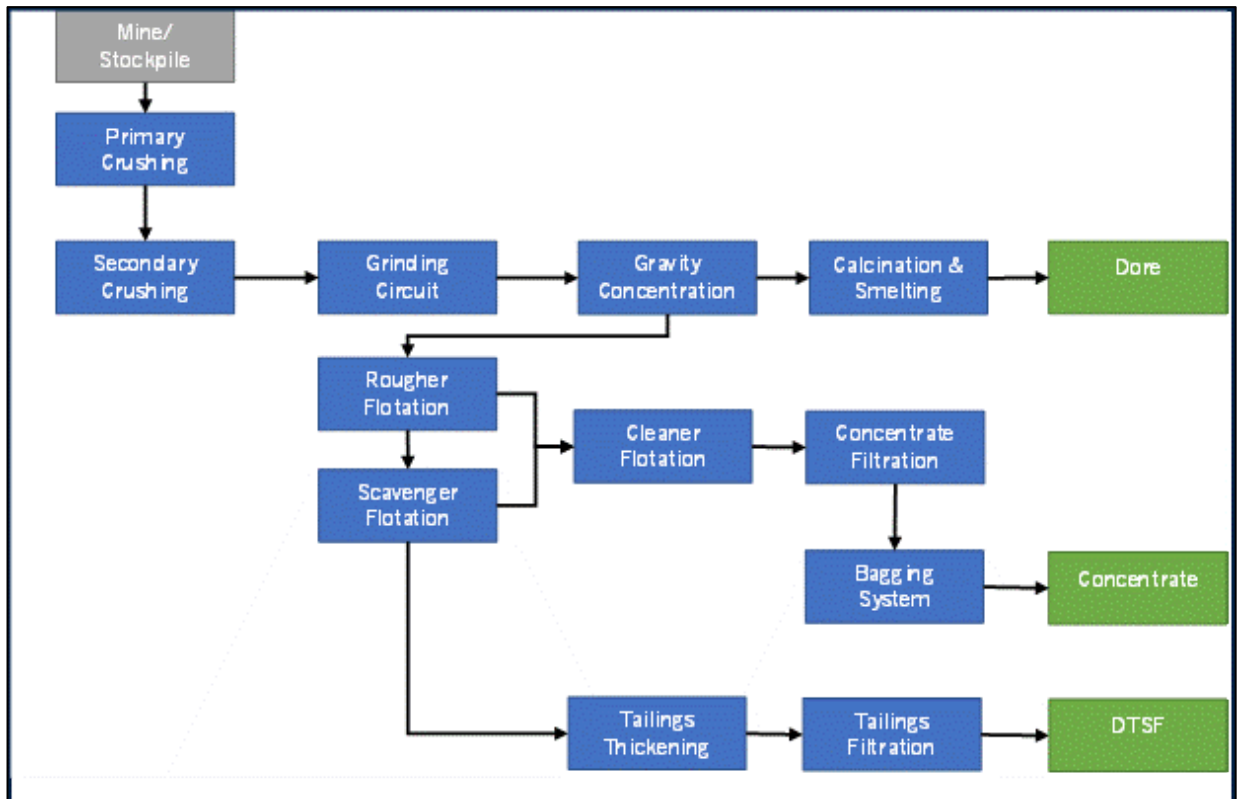 Mine/
Stockpile
Primary
Crushing
Secondary
Crushing
Grinding
Circuit
Gravity
Concentration
Calcination &
Smelting
Dore
Rougher
Flotation
Cleaner
Flotation
Concentrate
Filtration
Scavenger
Flotation
Bagging
System
Concentrate
Tailings
Thickening
Tailings
Filtration
DTSF